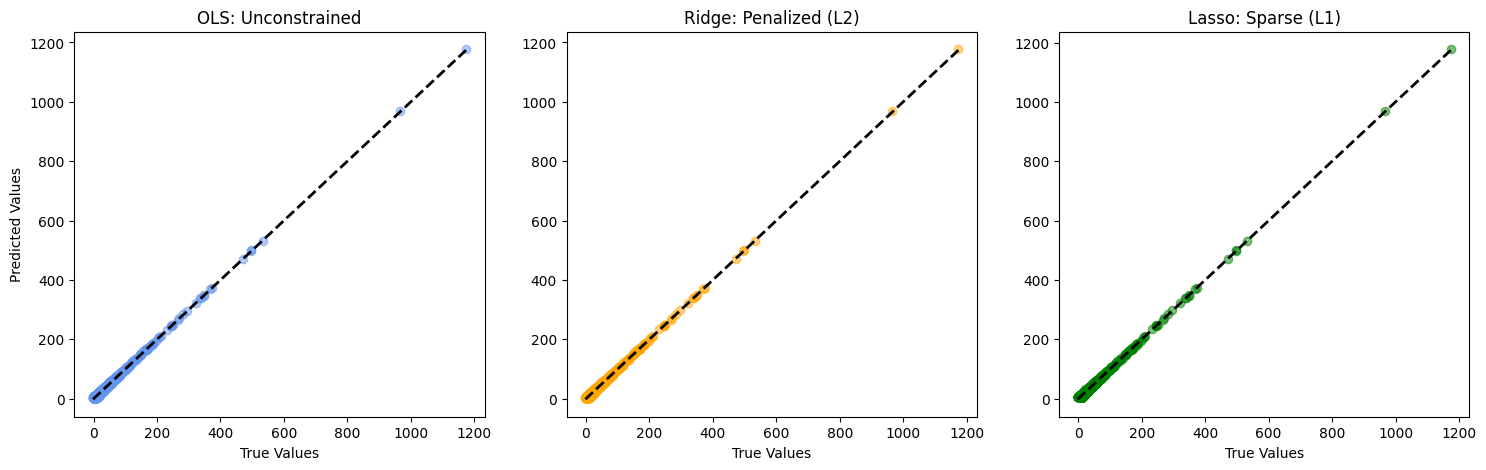 OLS: Unconstrained
1200
1000
800
600
400
200
0
Predicted Values
0 200 400 600 800 1000 1200
True Values
Ridge: Penalized (L2)
1200
1000
800
600
400
200
0
0 200 400 600 800 1000 1200
True Values
Lasso: Sparse (L1)
1200
1000
800
600
400
200
0
0 200 400 600 800 1000 1200
True Values